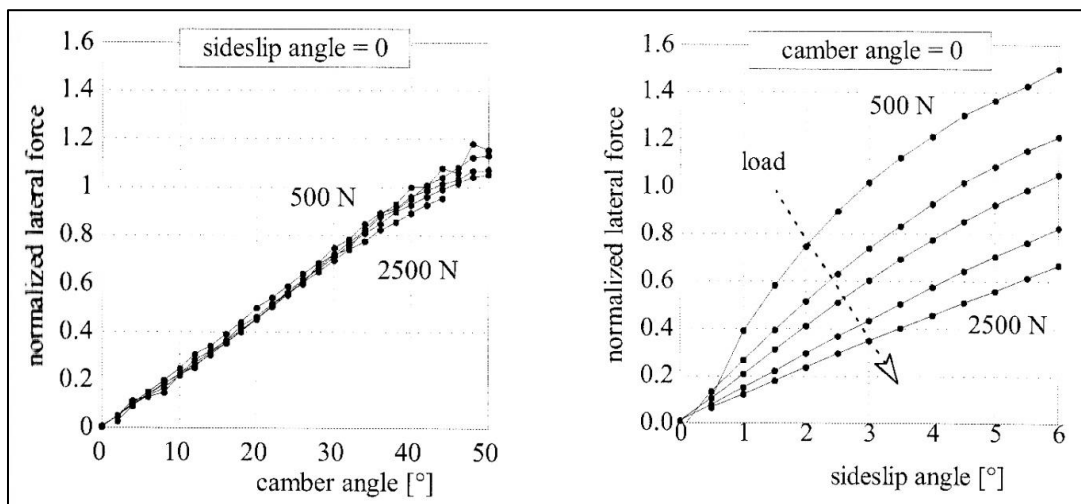 sideslip angle = 0
normalized lateral force
1.6
1.4
1.2
1
0.8
0.6
0.4
0.2
0
500 N
2500 N
0 10 20 30 40 50
camber angle [°]
camber angle = 0
normalized lateral force
1.6
1.4
1.2
1.0
0.8
0.6
0.4
0.2
0.0
500 N
load
2500 N
0 1 2 3 4 5 6
sideslip angle [°]